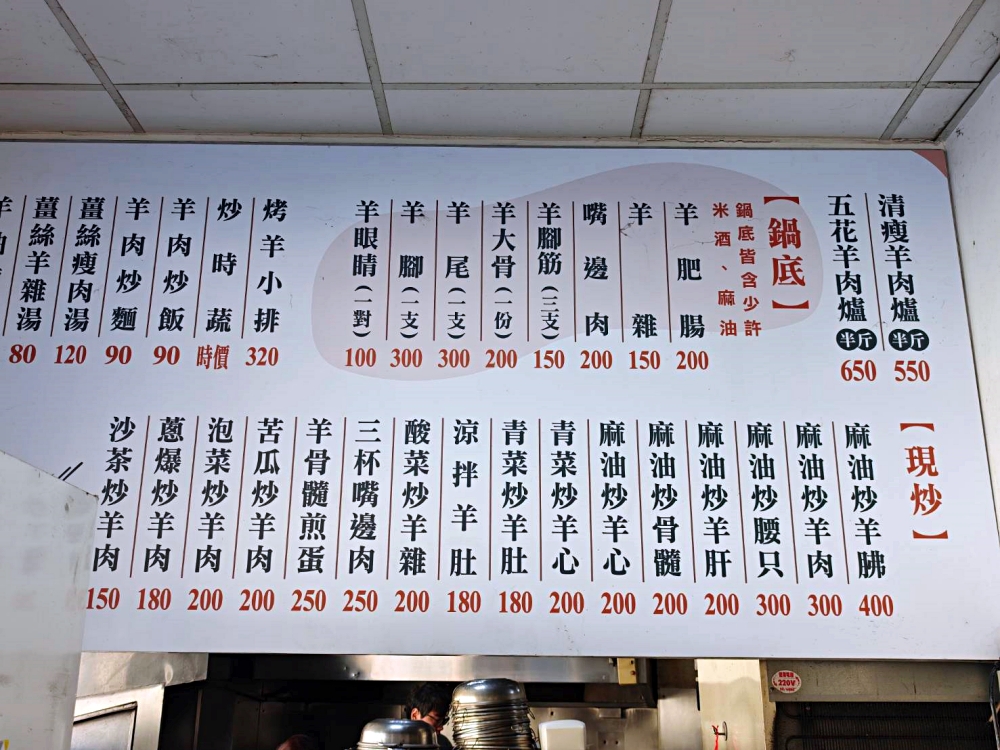 清瘦羊肉爐 半斤 550
五花羊肉爐 半斤 650
【鍋底】
鍋底皆含少許
米酒、麻油
羊肥腸 200
羊雜 150
嘴邊肉 200
羊腳筋(三支) 150
羊大骨(一份) 200
羊尾(一支) 300
羊腳(一支) 300
羊眼睛(一對) 100
烤羊小排 320
炒時蔬 時價
羊肉炒飯 90
羊肉炒麵 90
薑絲瘦肉湯 120
薑絲羊雜湯 80
羊
【現炒】
麻油炒羊胇 400
麻油炒羊肉 300
麻油炒腰只 300
麻油炒羊肝 200
麻油炒骨髓 200
麻油炒羊心 200
青菜炒羊心 200
青菜炒羊肚 180
涼拌羊肚 180
酸菜炒羊雜 200
三杯嘴邊肉 250
羊骨髓煎蛋 250
苦瓜炒羊肉 200
泡菜炒羊肉 200
蔥爆炒羊肉 180
沙茶炒羊肉 150
220V